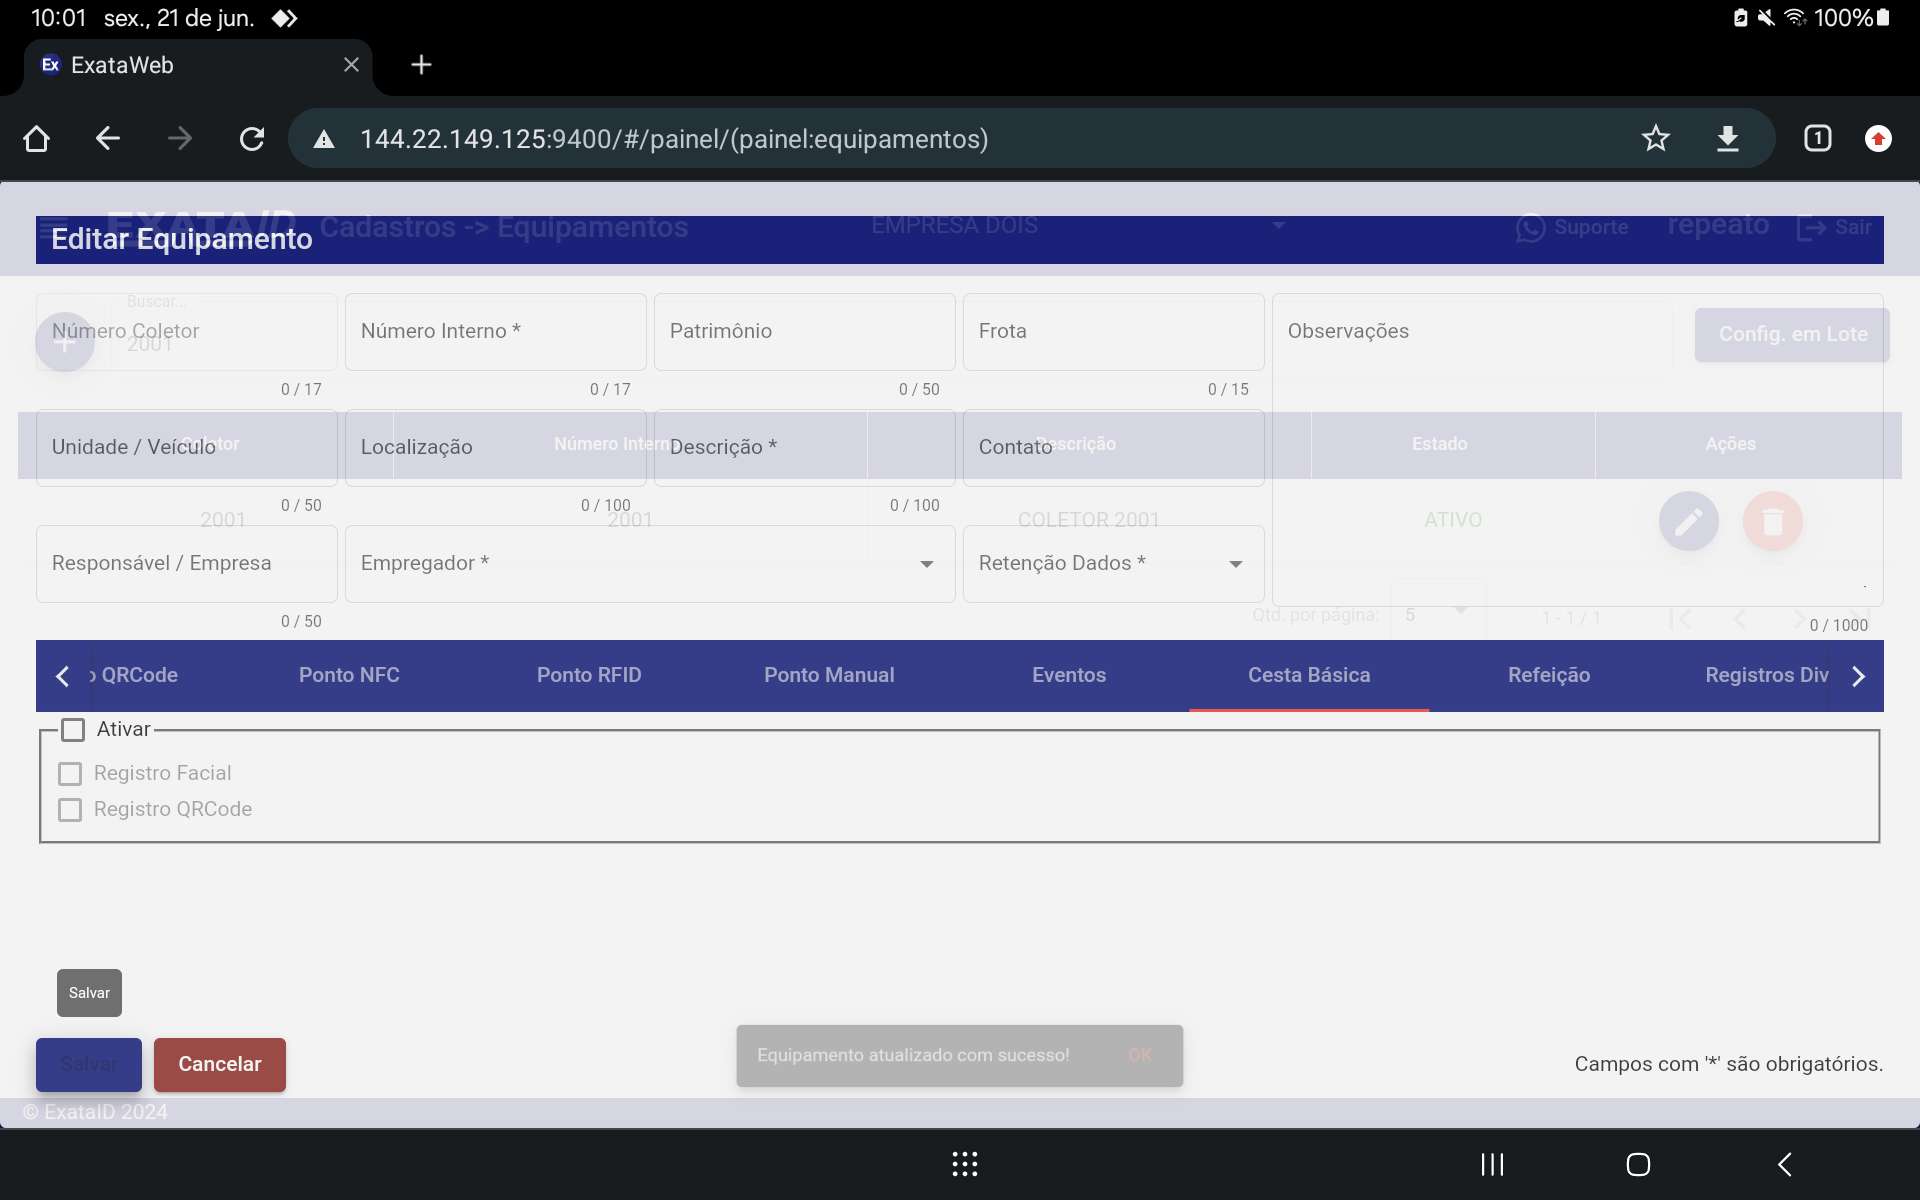 10:01 sex., 21 de jun. 100%
Ex ExataWeb
144.22.149.125:9400/#/painel/(painel:equipamentos) 1
EXATAID Cadastros -> Equipamentos EMPRESA DOIS Suporte repeato Sair
Editar Equipamento
Buscar...
2001
Número Coletor Número Interno * Patrimônio Frota Observações Config. em Lote
0 / 17 0 / 17 0 / 50 0 / 15
Coletor Número Interno Descrição Estado Ações
Unidade / Veículo Localização Descrição * Contato
0 / 50 0 / 100 0 / 100
2001 2001 COLETOR 2001 ATIVO
Responsável / Empresa Empregador * Retenção Dados *
Qtd. por página: 5 1 - 1 / 1
0 / 50 0 / 1000
QRCode Ponto NFC Ponto RFID Ponto Manual Eventos Cesta Básica Refeição Registros Div
Ativar
Registro Facial
Registro QRCode
Salvar
Salvar Cancelar Equipamento atualizado com sucesso! OK Campos com '*' são obrigatórios.
© ExataID 2024